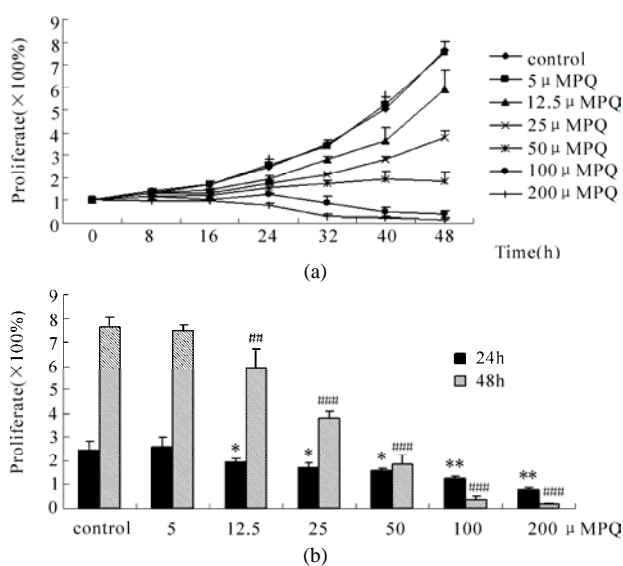 (a)
Proliferate(×100%)
9
8
7
6
5
4
3
2
1
0
0 8 16 24 32 40 48
Time(h)
control
5 μ MPQ
12.5 μ MPQ
25 μ MPQ
50 μ MPQ
100 μ MPQ
200 μ MPQ
(a)
Proliferate(×100%)
9
8
7
6
5
4
3
2
1
0
24h
48h
##
###
* * * ### ** ** ###
###
control 5 12.5 25 50 100 200 μ MPQ
(b)